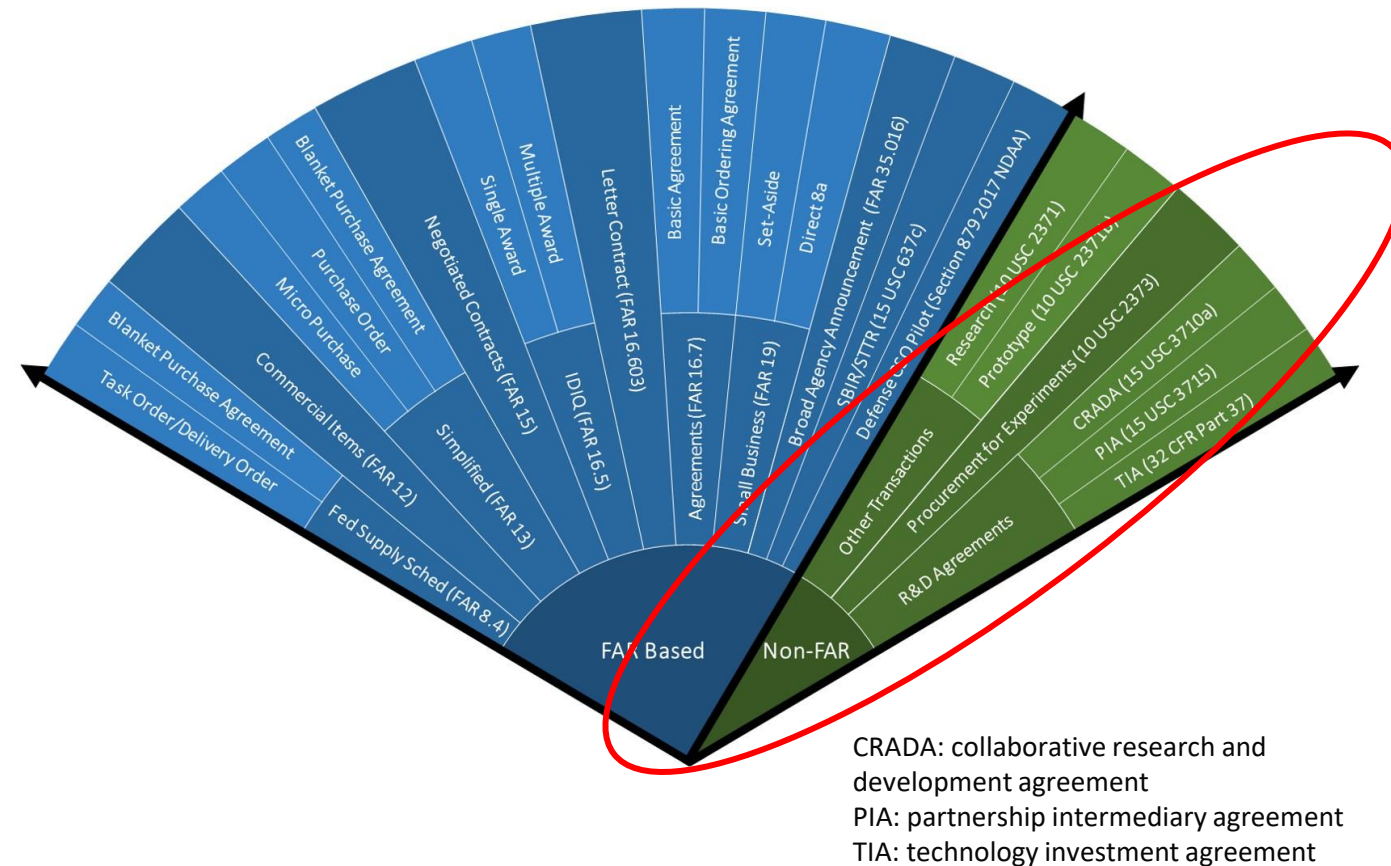 Task Order/Delivery Order
Blanket Purchase Agreement
Fed Supply Sched (FAR 8.4)
Commercial Items (FAR 12)
Micro Purchase
Purchase Order
Blanket Purchase Agreement
Simplified (FAR 13)
Negotiated Contracts (FAR 15)
Single Award
Multiple Award
IDIQ (FAR 16.5)
Letter Contract (FAR 16.603)
Basic Agreement
Basic Ordering Agreement
Agreements (FAR 16.7)
Set-Aside
Direct 8a
Small Business (FAR 19)
Broad Agency Announcement (FAR 35.016)
SBIR/STTR (15 USC 637c)
Defense CSO Pilot (Section 879 2017 NDAA)
Research (10 USC 2371)
Prototype (10 USC 2371b)
Other Transactions
Procurement for Experiments (10 USC 2373)
CRADA (15 USC 3710a)
PIA (15 USC 3715)
TIA (32 CFR Part 37)
R&D Agreements
FAR Based
Non-FAR
CRADA: collaborative research and
development agreement
PIA: partnership intermediary agreement
TIA: technology investment agreement